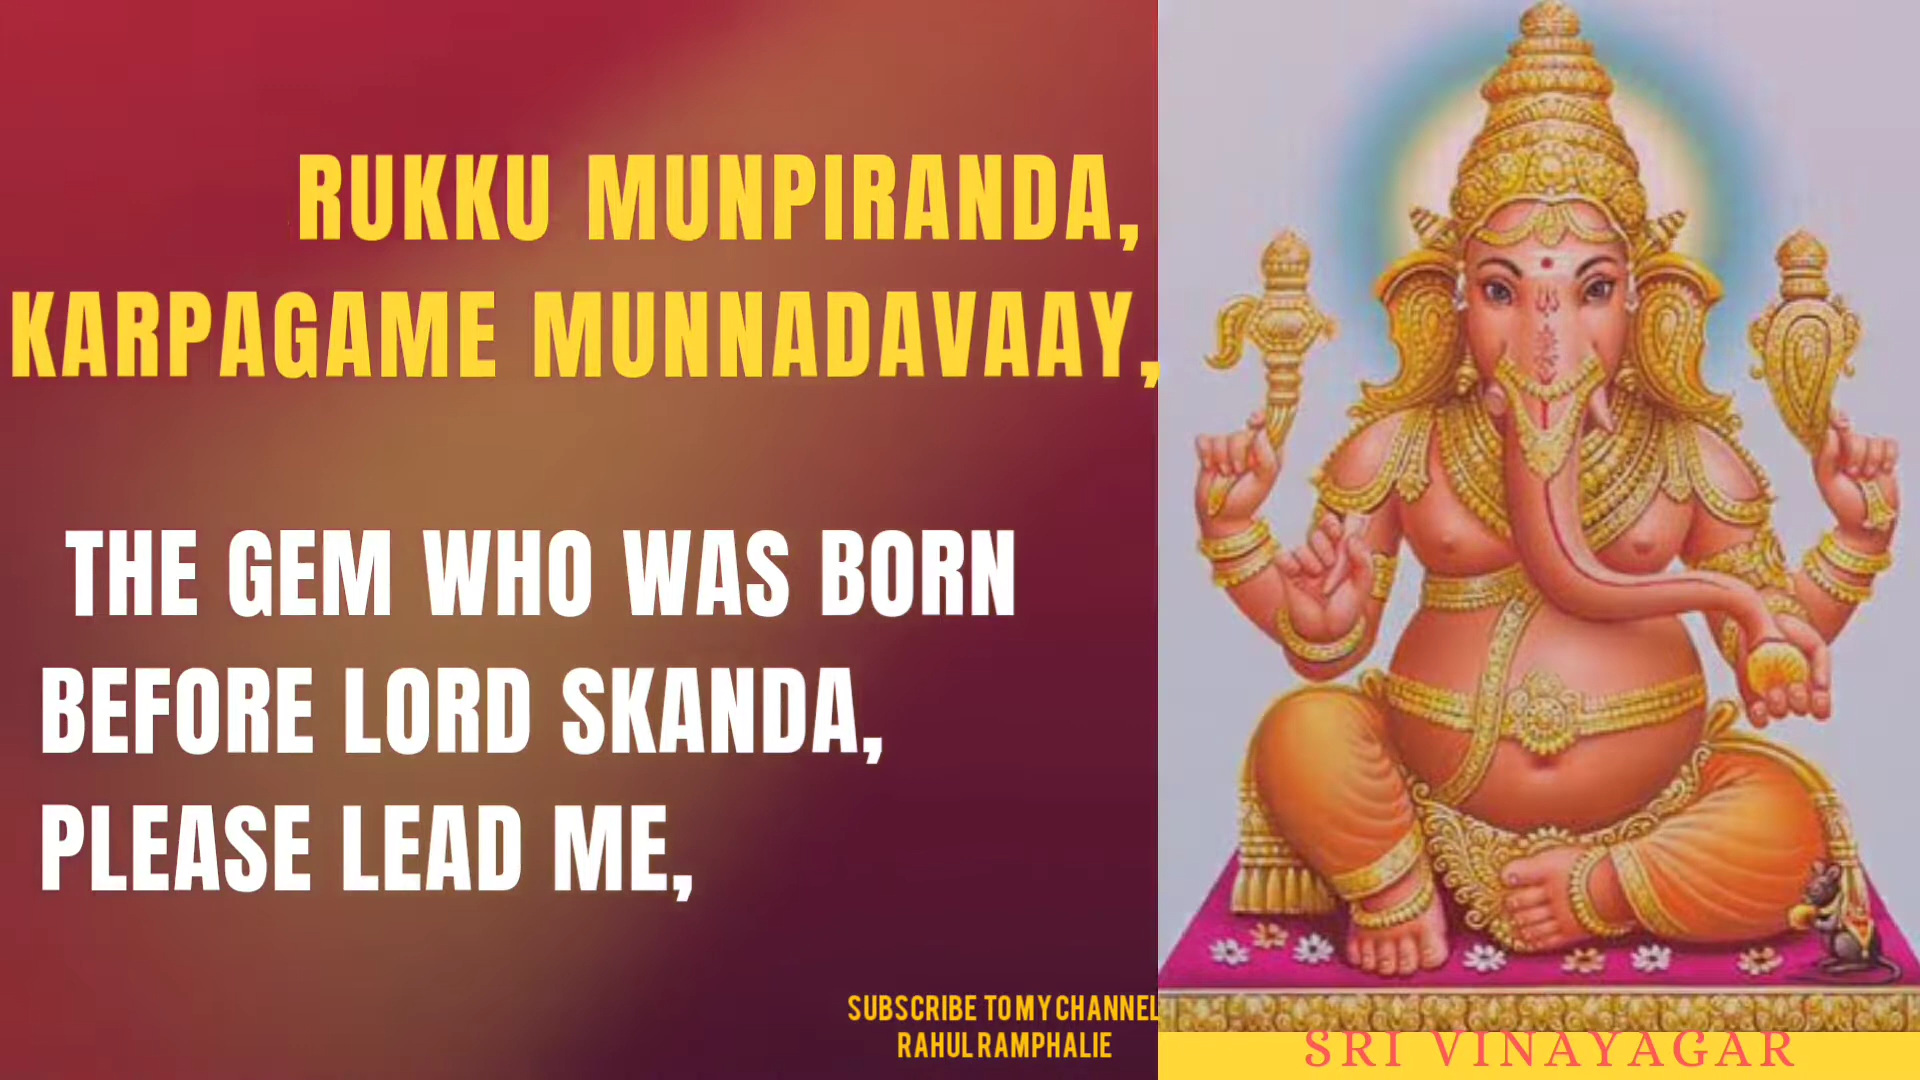 RUKKU MUNPIRANDA,
KARPAGAME MUNNADAVAAY,
THE GEM WHO WAS BORN
BEFORE LORD SKANDA,
PLEASE LEAD ME,
SUBSCRIBE TO MY CHANNEL
RAHUL RAMPHALIE
SRI VINAYAGAR